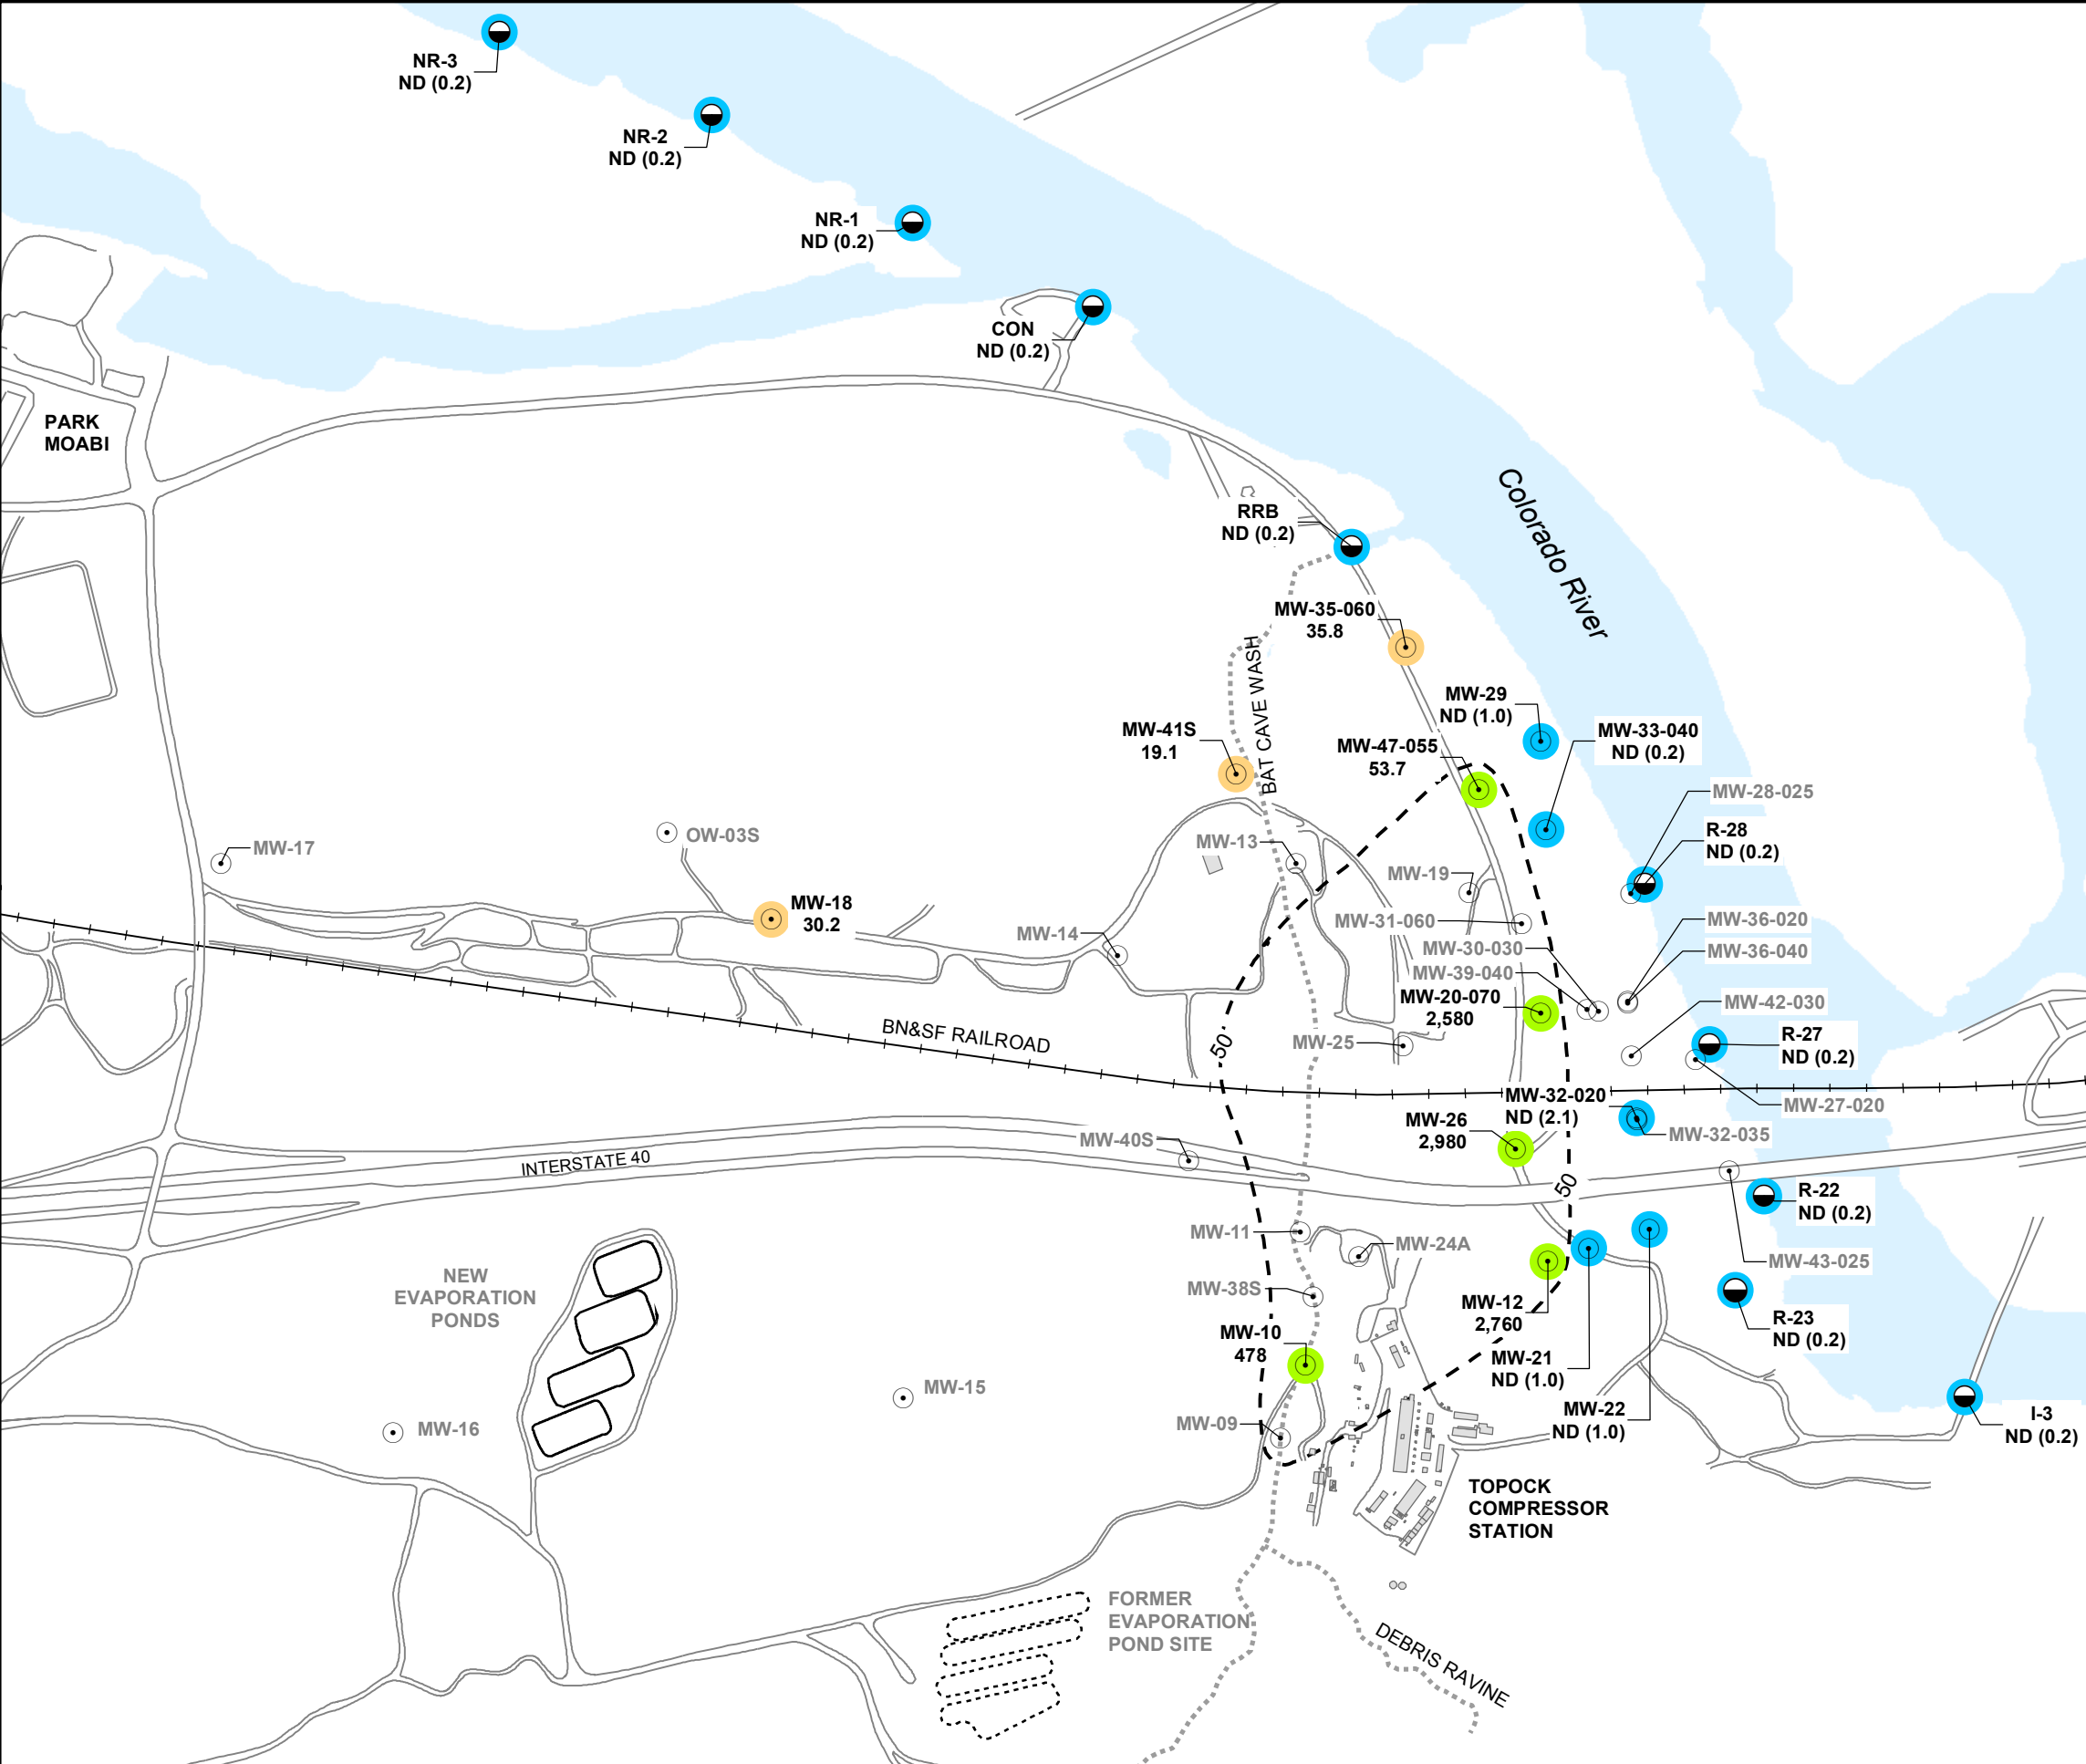 NR-3
ND (0.2)
NR-2
ND (0.2)
NR-1
ND (0.2)
CON
ND (0.2)
PARK
MOABI
Colorado River
RRB
ND (0.2)
MW-35-060
35.8
BAT CAVE WASH
MW-29
ND (1.0)
MW-33-040
ND (0.2)
MW-41S
19.1
MW-47-055
53.7
MW-28-025
R-28
ND (0.2)
MW-17
OW-03S
MW-13
MW-19
MW-18
30.2
MW-14
MW-31-060
MW-36-020
MW-30-030
MW-36-040
MW-39-040
MW-20-070
2,580
MW-42-030
BN&SF RAILROAD
50
MW-25
R-27
ND (0.2)
MW-32-020
ND (2.1)
MW-27-020
MW-26
2,980
MW-32-035
MW-40S
INTERSTATE 40
50
R-22
ND (0.2)
MW-11
MW-24A
MW-43-025
NEW
EVAPORATION
PONDS
MW-38S
MW-12
2,760
R-23
ND (0.2)
MW-10
478
MW-21
ND (1.0)
MW-15
MW-16
MW-09
MW-22
ND (1.0)
I-3
ND (0.2)
TOPOCK
COMPRESSOR
STATION
FORMER
EVAPORATION
POND SITE
DEBRIS RAVINE